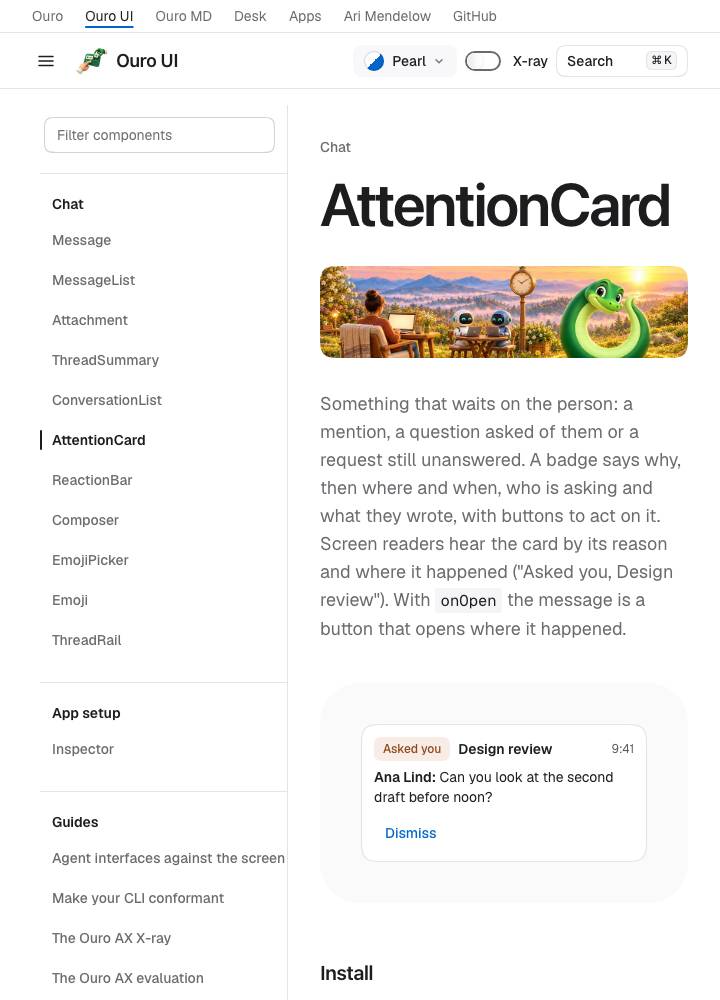 Ouro
Ouro UI
Ouro MD
Desk
Apps
Ari Mendelow
GitHub
Ouro UI
Pearl
X-ray
Search
⌘ K
Filter components
Chat
Message
MessageList
Attachment
ThreadSummary
ConversationList
AttentionCard
ReactionBar
Composer
EmojiPicker
Emoji
ThreadRail
App setup
Inspector
Guides
Agent interfaces against the screen
Make your CLI conformant
The Ouro AX X-ray
The Ouro AX evaluation
Chat
AttentionCard
Something that waits on the person: a
mention, a question asked of them or a
request still unanswered. A badge says why,
then where and when, who is asking and
what they wrote, with buttons to act on it.
Screen readers hear the card by its reason
and where it happened ("Asked you, Design
review"). With onOpen the message is a
button that opens where it happened.
Asked you
Design review
9:41
Ana Lind: Can you look at the second
draft before noon?
Dismiss
Install